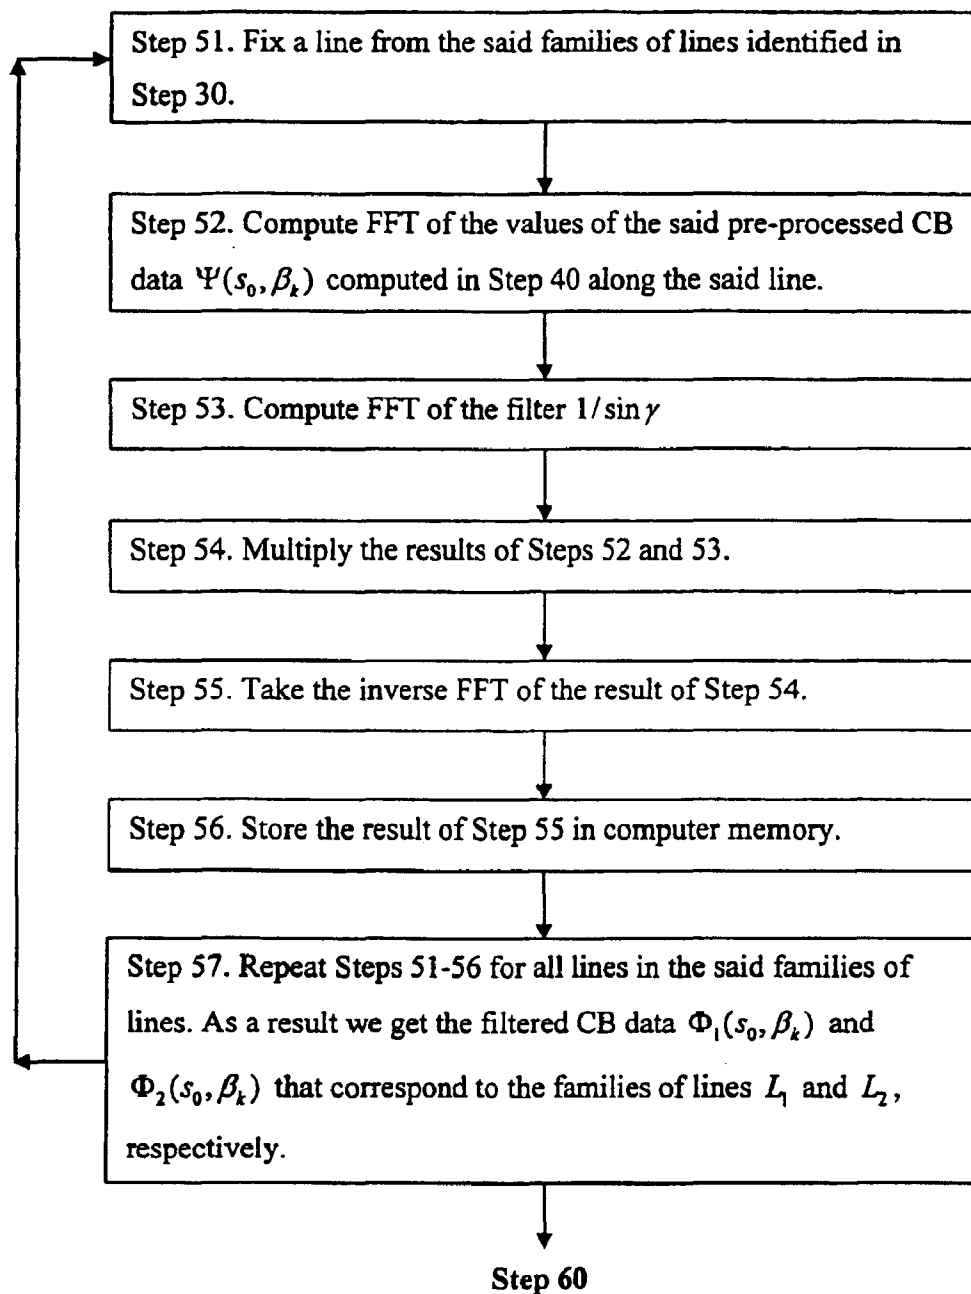 Step 51. Fix a line from the said families of lines identified in
Step 30.
Step 52. Compute FFT of the values of the said pre-processed CB
data Ψ(s₀, βₖ) computed in Step 40 along the said line.
Step 53. Compute FFT of the filter 1/sin γ
Step 54. Multiply the results of Steps 52 and 53.
Step 55. Take the inverse FFT of the result of Step 54.
Step 56. Store the result of Step 55 in computer memory.
Step 57. Repeat Steps 51-56 for all lines in the said families of
lines. As a result we get the filtered CB data Φ₁(s₀, βₖ) and
Φ₂(s₀, βₖ) that correspond to the families of lines L₁ and L₂,
respectively.
Step 60